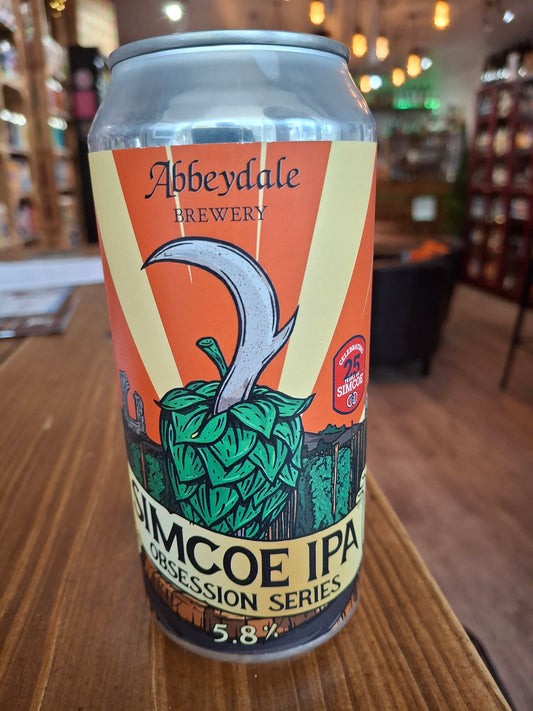 Abbeydale
BREWERY
CELEBRATING
25
YEARS OF
SIMCOE
SIMCOE IPA
OBSESSION SERIES
5.8%